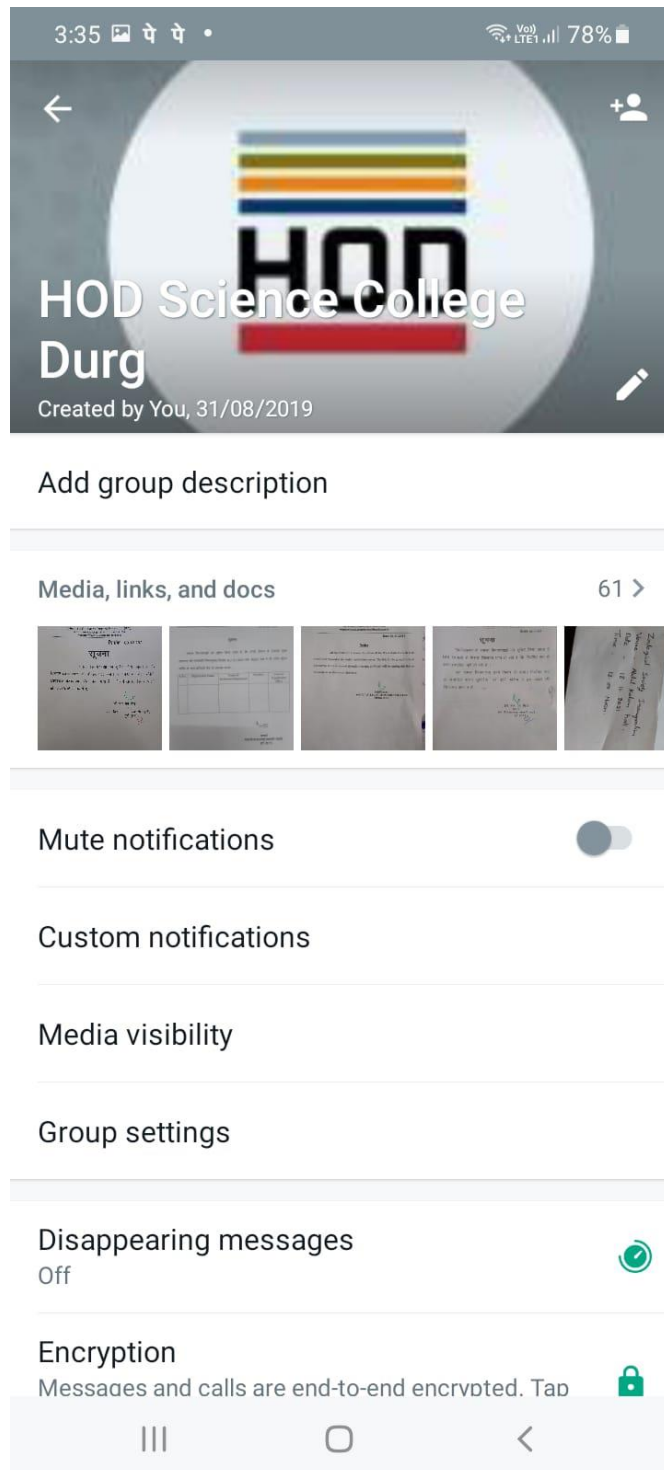 3:35 पे पे •
Vo)) LTE1 78%
HOD
HOD Science College
Durg
Created by You, 31/08/2019
Add group description
Media, links, and docs 61
सूचना
सूचना
Mute notifications
Custom notifications
Media visibility
Group settings
Disappearing messages
Off
Encryption
Messages and calls are end-to-end encrypted. Tap